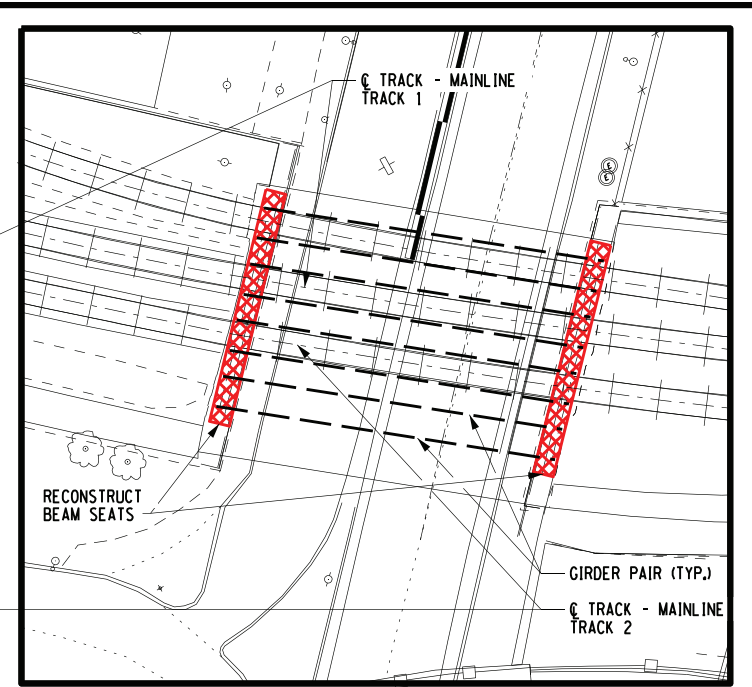 ℄ TRACK - MAINLINE
TRACK 1
E
E
RECONSTRUCT
BEAM SEATS
GIRDER PAIR (TYP.)
℄ TRACK - MAINLINE
TRACK 2